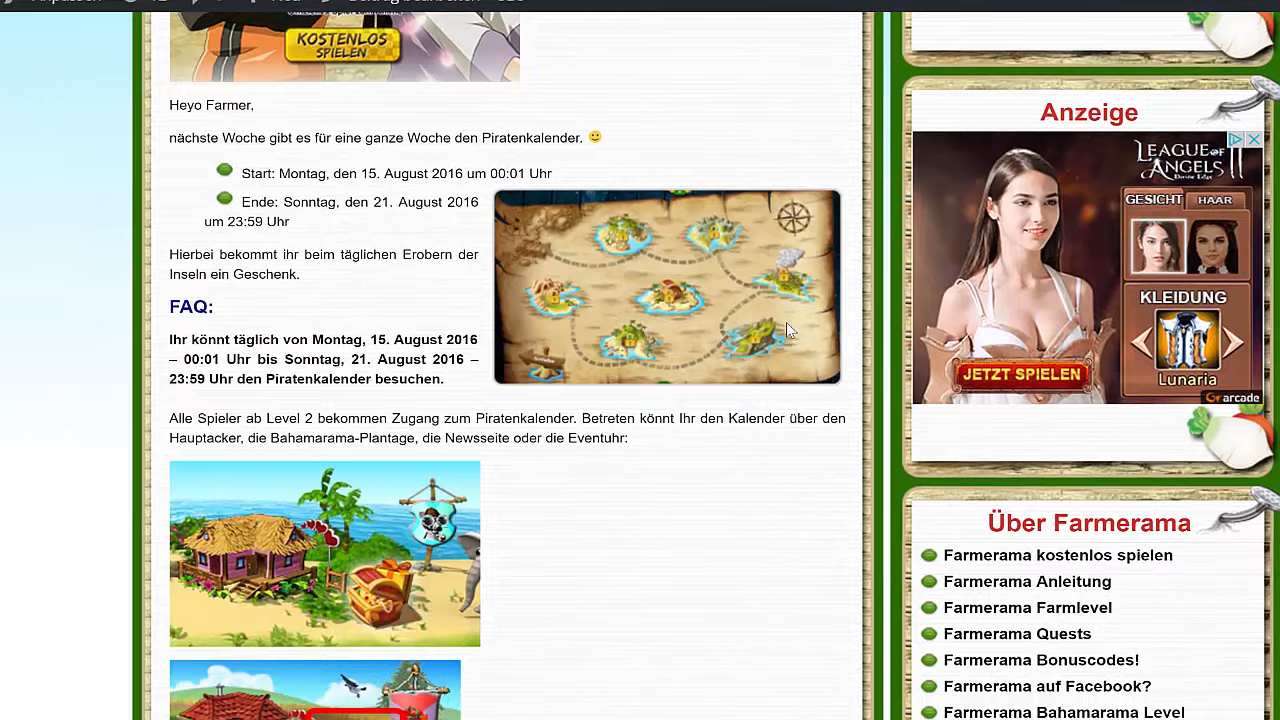 KOSTENLOS
SPIELEN
Heyo Farmer,
nächste Woche gibt es für eine ganze Woche den Piratenkalender.
Start: Montag, den 15. August 2016 um 00:01 Uhr
Ende: Sonntag, den 21. August 2016
um 23:59 Uhr
Hierbei bekommt ihr beim täglichen Erobern der
Inseln ein Geschenk.
FAQ:
Ihr könnt täglich von Montag, 15. August 2016
– 00:01 Uhr bis Sonntag, 21. August 2016 –
23:59 Uhr den Piratenkalender besuchen.
Alle Spieler ab Level 2 bekommen Zugang zum Piratenkalender. Betreten könnt Ihr den Kalender über den
Hauptacker, die Bahamarama-Plantage, die Newsseite oder die Eventuhr:
Anzeige
LEAGUE OF
ANGELS II
GESICHT
HAAR
KLEIDUNG
JETZT SPIELEN
Lunaria
arcade
Über Farmerama
Farmerama kostenlos spielen
Farmerama Anleitung
Farmerama Farmlevel
Farmerama Quests
Farmerama Bonuscodes!
Farmerama auf Facebook?
Farmerama Bahamarama Level